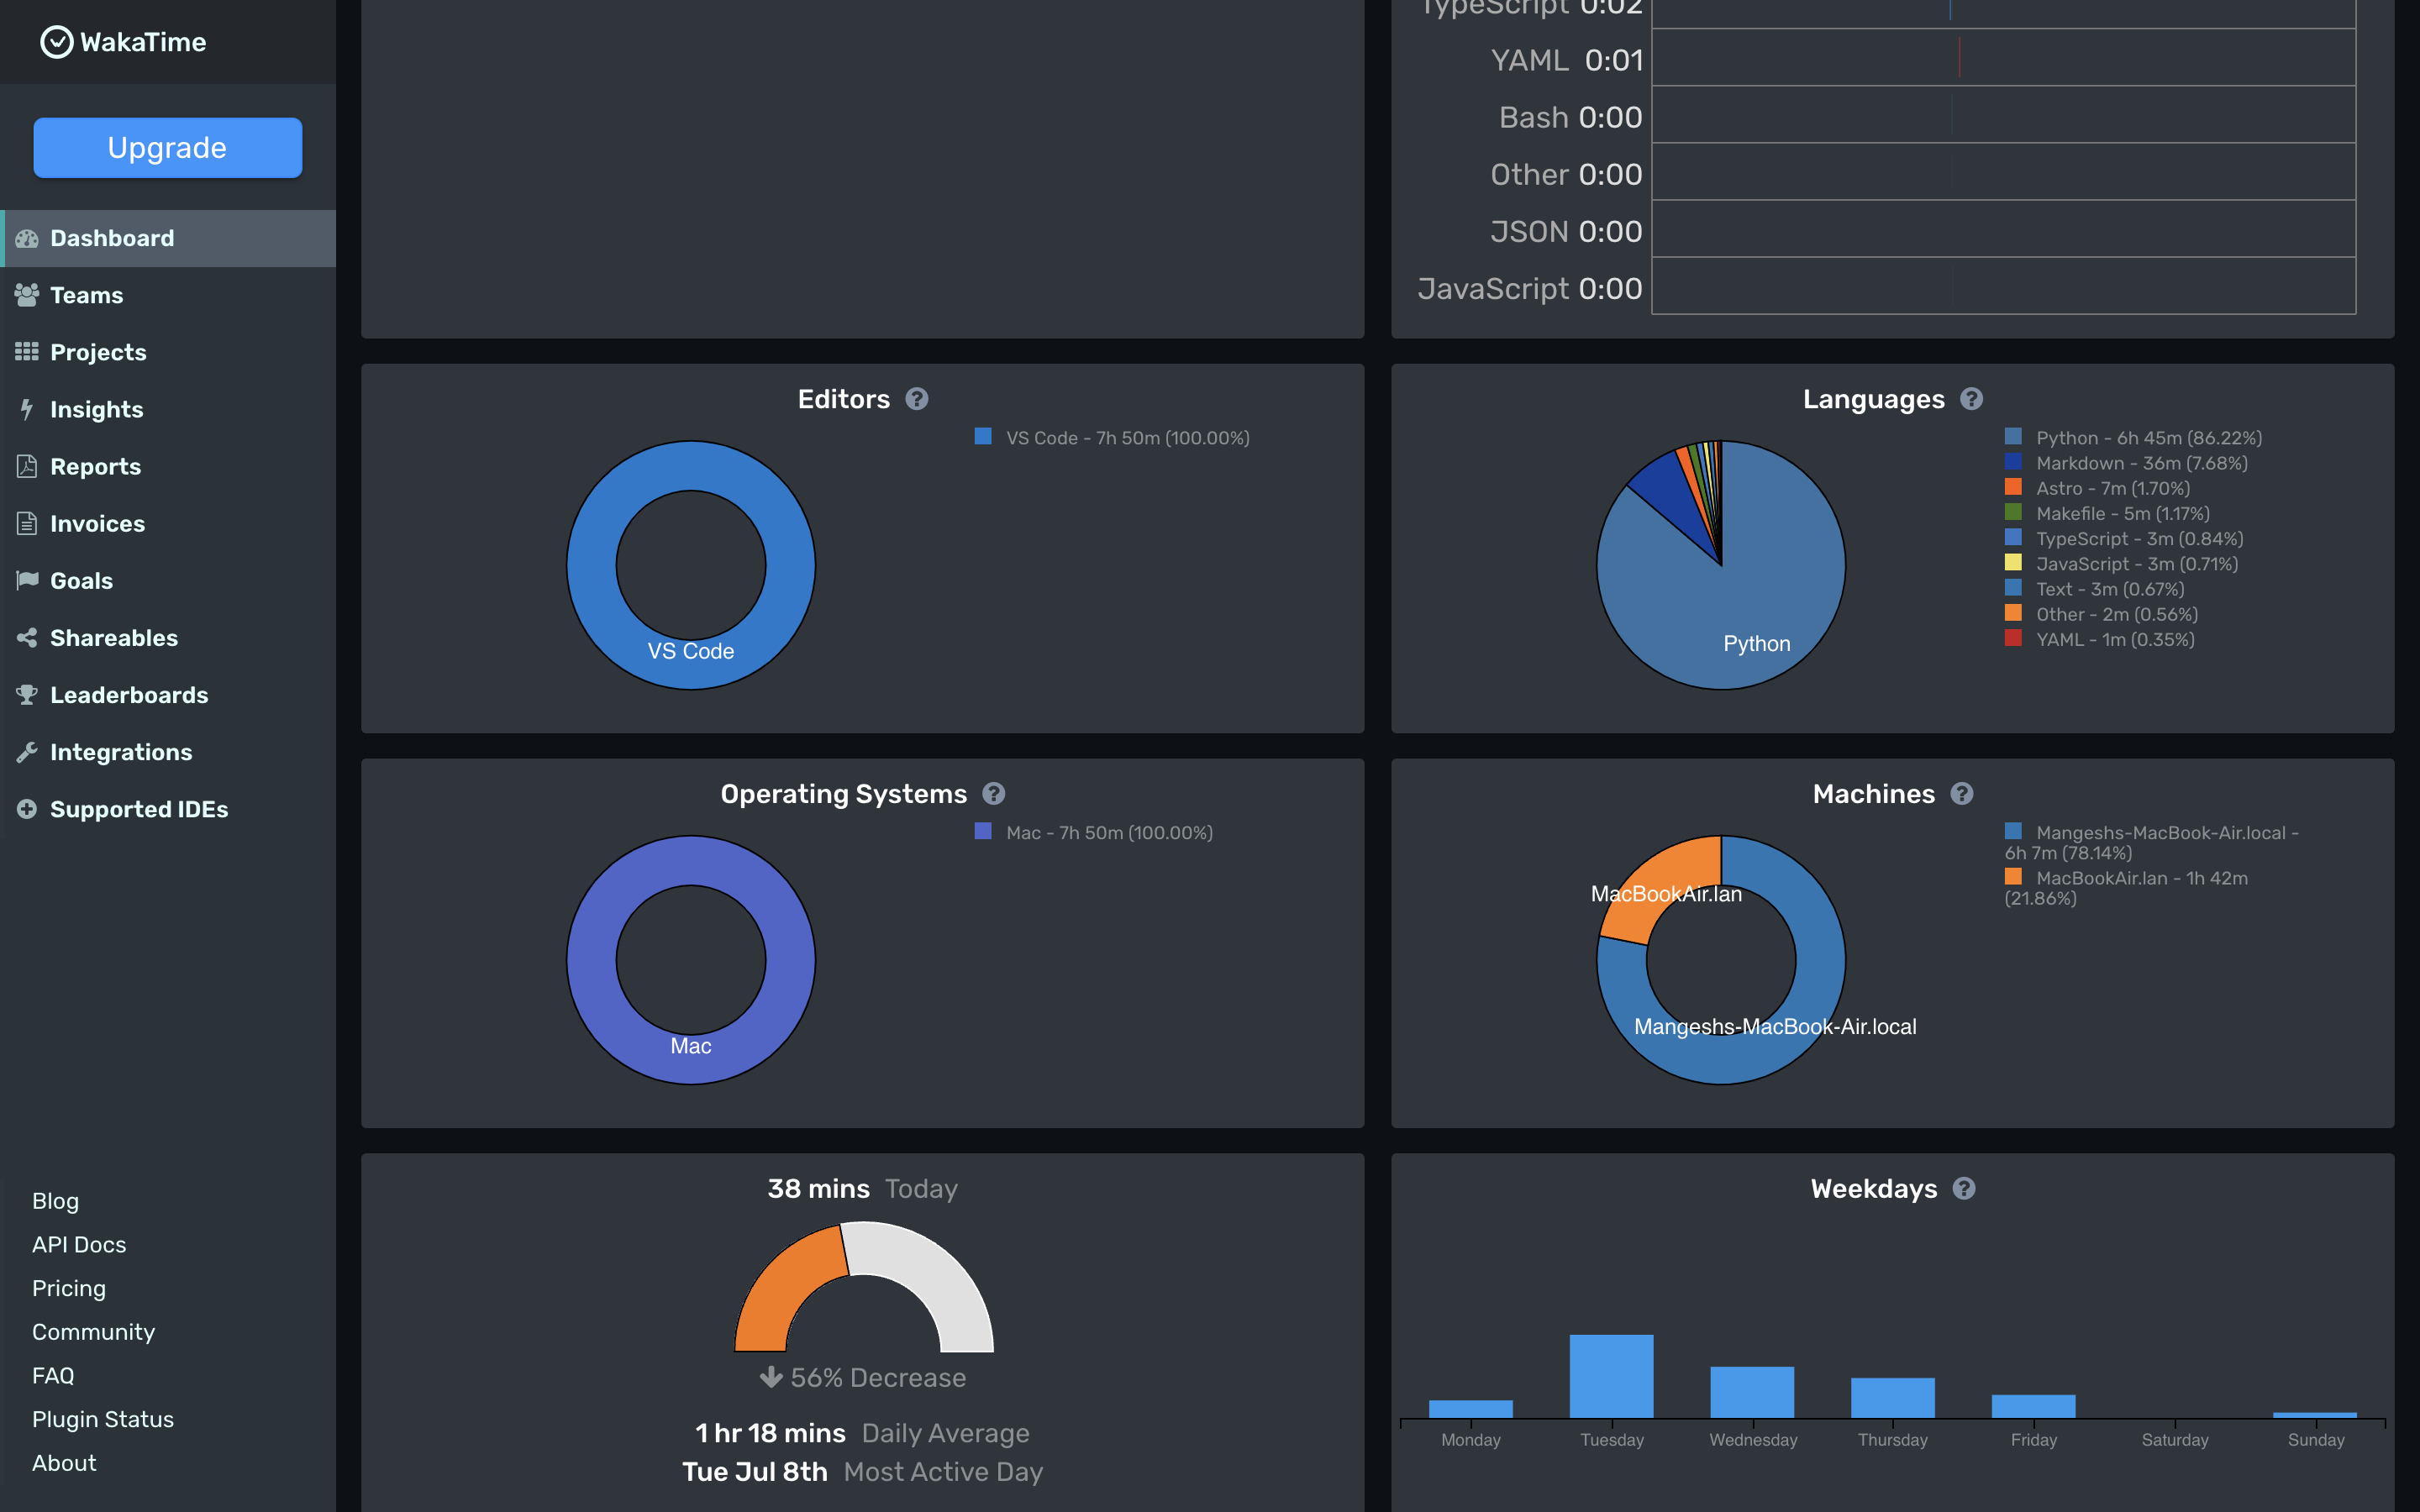 WakaTime
Upgrade
Dashboard
Teams
Projects
Insights
Reports
Invoices
Goals
Shareables
Leaderboards
Integrations
Supported IDEs
Blog
API Docs
Pricing
Community
FAQ
Plugin Status
About
TypeScript 0:02
YAML 0:01
Bash 0:00
Other 0:00
JSON 0:00
JavaScript 0:00
Editors ?
VS Code - 7h 50m (100.00%)
VS Code
Languages ?
Python - 6h 45m (86.22%)
Markdown - 36m (7.68%)
Astro - 7m (1.70%)
Makefile - 5m (1.17%)
TypeScript - 3m (0.84%)
JavaScript - 3m (0.71%)
Text - 3m (0.67%)
Other - 2m (0.56%)
YAML - 1m (0.35%)
Python
Operating Systems ?
Mac - 7h 50m (100.00%)
Mac
Machines ?
Mangeshs-MacBook-Air.local -
6h 7m (78.14%)
MacBookAir.lan - 1h 42m
(21.86%)
MacBookAir.lan
Mangeshs-MacBook-Air.local
38 mins Today
56% Decrease
1 hr 18 mins Daily Average
Tue Jul 8th Most Active Day
Weekdays ?
Monday Tuesday Wednesday Thursday Friday Saturday Sunday